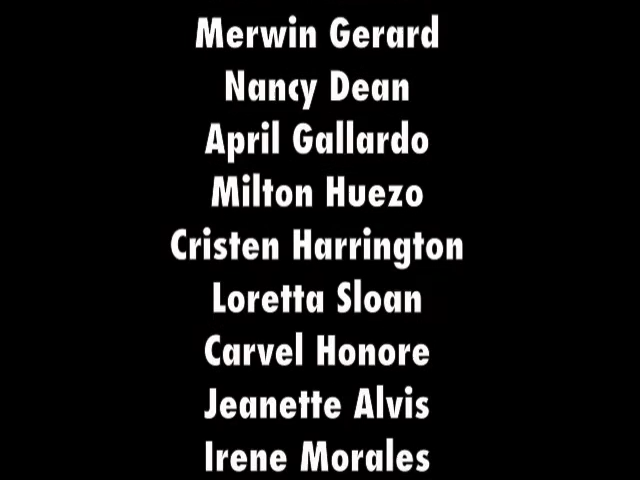 Merwin Gerard
Nancy Dean
April Gallardo
Milton Huezo
Cristen Harrington
Loretta Sloan
Carvel Honore
Jeanette Alvis
Irene Morales